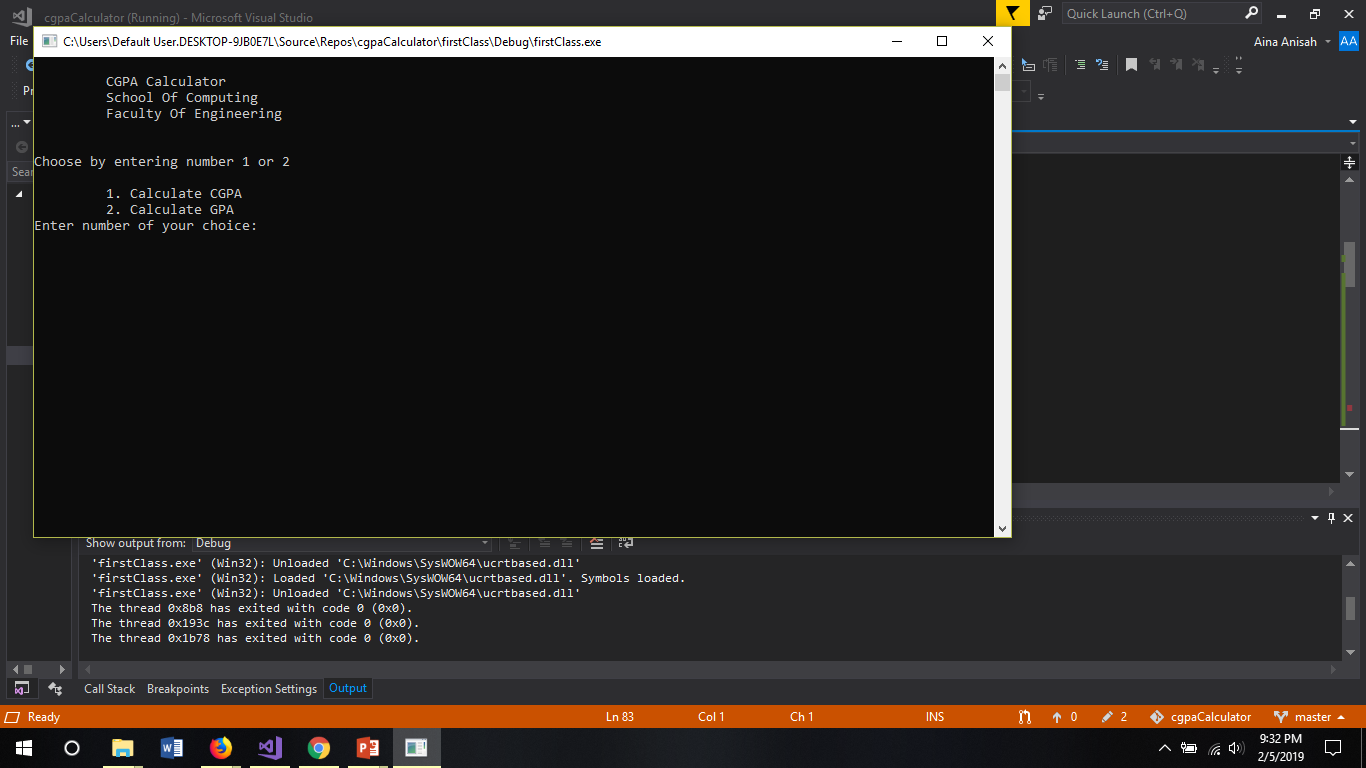 cgpaCalculator (Running) - Microsoft Visual Studio
Quick Launch (Ctrl+Q)
File
C:\Users\Default User.DESKTOP-9JB0E7L\Source\Repos\cgpaCalculator\firstClass\Debug\firstClass.exe
Aina Anisah
AA
CGPA Calculator
School Of Computing
Faculty Of Engineering
Choose by entering number 1 or 2
1. Calculate CGPA
2. Calculate GPA
Enter number of your choice:
Show output from: Debug
'firstClass.exe' (Win32): Unloaded 'C:\Windows\SysWOW64\ucrtbased.dll'
'firstClass.exe' (Win32): Loaded 'C:\Windows\SysWOW64\ucrtbased.dll'. Symbols loaded.
'firstClass.exe' (Win32): Unloaded 'C:\Windows\SysWOW64\ucrtbased.dll'
The thread 0x8b8 has exited with code 0 (0x0).
The thread 0x193c has exited with code 0 (0x0).
The thread 0x1b78 has exited with code 0 (0x0).
Call Stack Breakpoints Exception Settings Output
Ready Ln 83 Col 1 Ch 1 INS 0 2 cgpaCalculator master
9:32 PM
2/5/2019